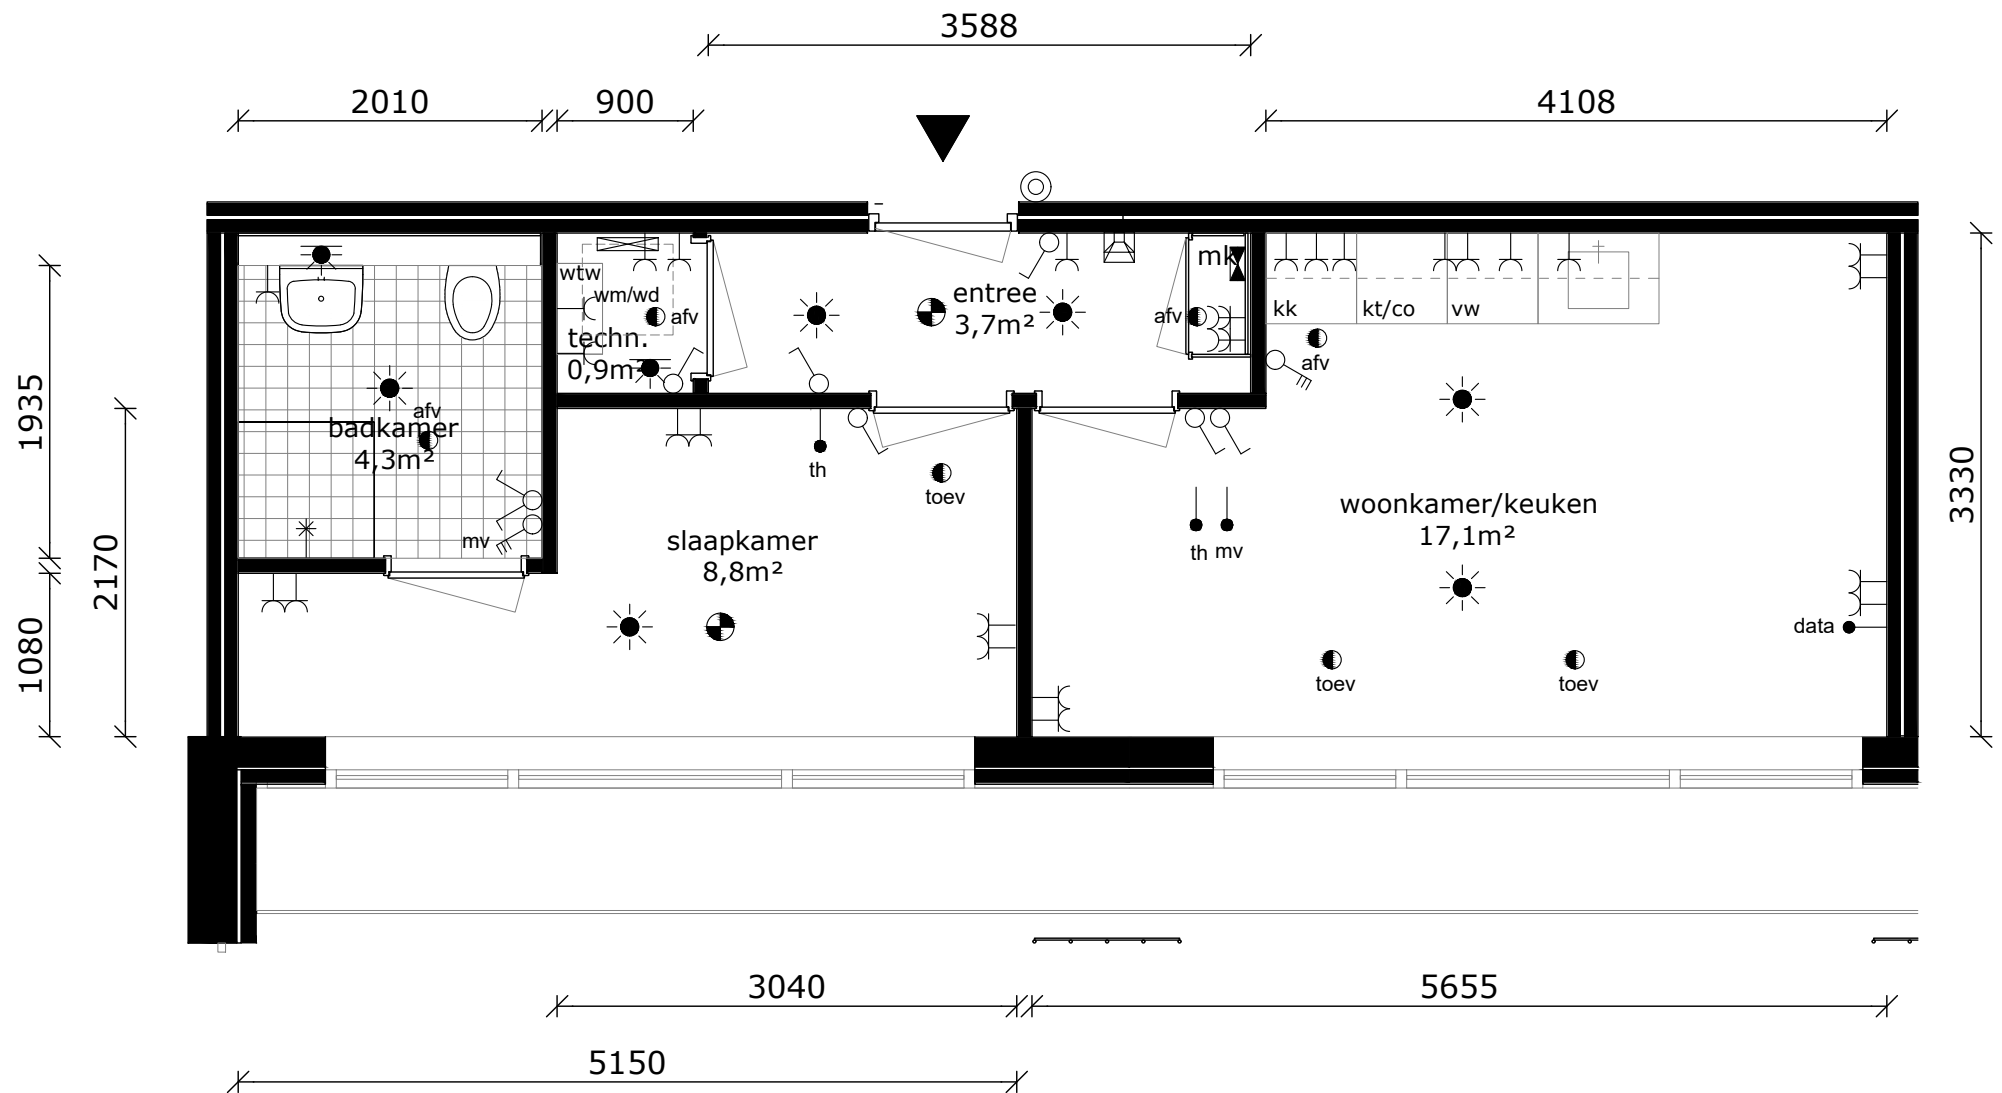 3588
2010
900
4108
wtw
wm/wd
afv
techn.
0,9m²
entree
3,7m²
mk
afv
kk
kt/co
vw
afv
1935
afv
badkamer
4,3m²
mv
th
toev
slaapkamer
8,8m²
woonkamer/keuken
17,1m²
th
mv
3330
2170
1080
data
toev
toev
3040
5655
5150